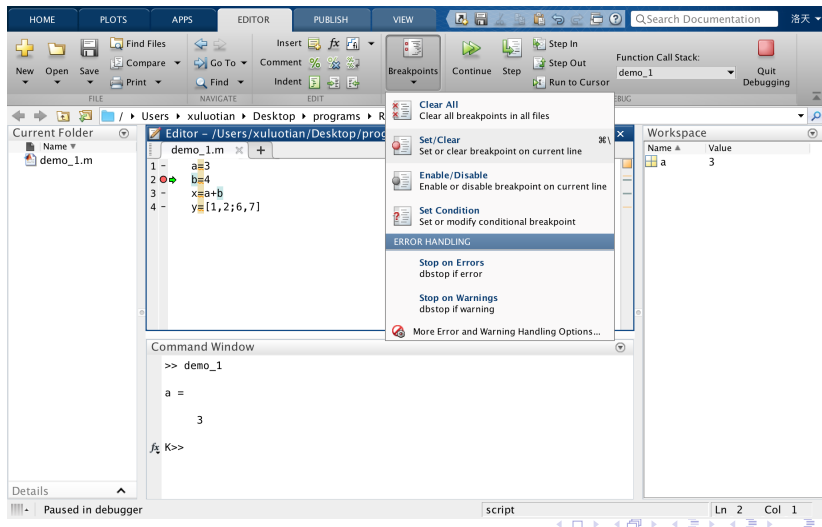 HOME PLOTS APPS EDITOR PUBLISH VIEW Search Documentation 洛天
New Open Save Find Files Compare Print
Go To Find
Insert fx Comment Indent
Breakpoints Continue Step Step In Step Out Run to Cursor
Function Call Stack:
demo_1
Quit Debugging
FILE NAVIGATE EDIT EBUG
/ Users xuluotian Desktop programs R
Current Folder
Name
demo_1.m
Details
Editor – /Users/xuluotian/Desktop/prog
demo_1.m × +
1 – a=3
2 b=4
3 – x=a+b
4 – y=[1,2;6,7]
Clear All
Clear all breakpoints in all files
Set/Clear ⌘\
Set or clear breakpoint on current line
Enable/Disable
Enable or disable breakpoint on current line
Set Condition
Set or modify conditional breakpoint
ERROR HANDLING
Stop on Errors
dbstop if error
Stop on Warnings
dbstop if warning
More Error and Warning Handling Options...
Workspace
Name Value
a 3
Command Window
>> demo_1
a =
3
fx K>>
Paused in debugger script Ln 2 Col 1